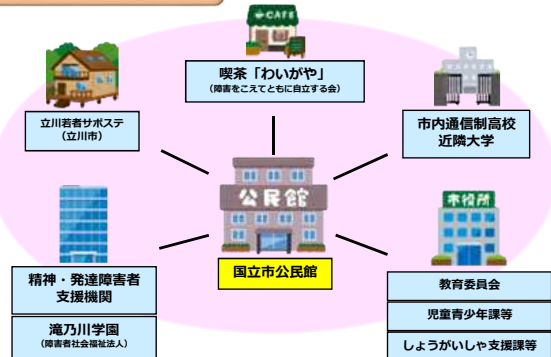 CAFE
喫茶「わいがや」
(障害をこえてともに自立する会)
立川若者サポステ
(立川市)
市内通信制高校
近隣大学
公民館
国立市公民館
市役所
精神・発達障害者
支援機関
滝乃川学園
(障害者社会福祉法人)
教育委員会
児童青少年課等
しょうがいしゃ支援課等